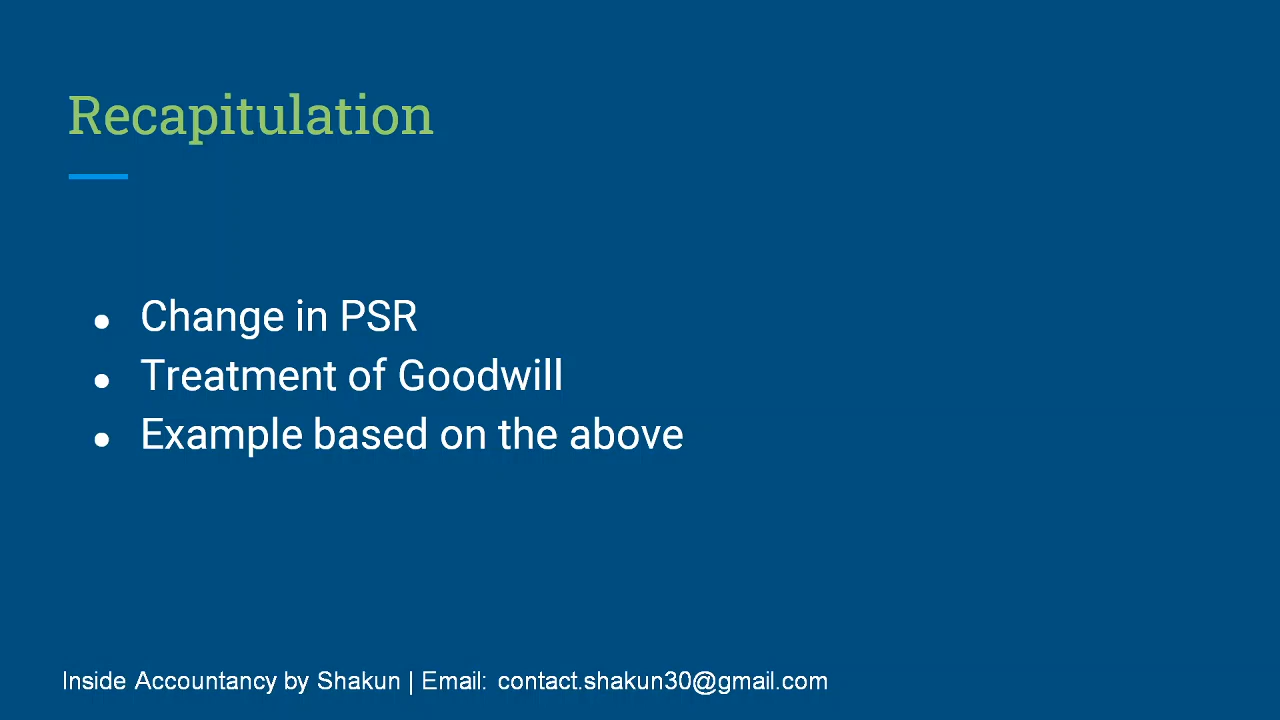 Recapitulation
● Change in PSR
● Treatment of Goodwill
● Example based on the above
Inside Accountancy by Shakun | Email: contact.shakun30@gmail.com